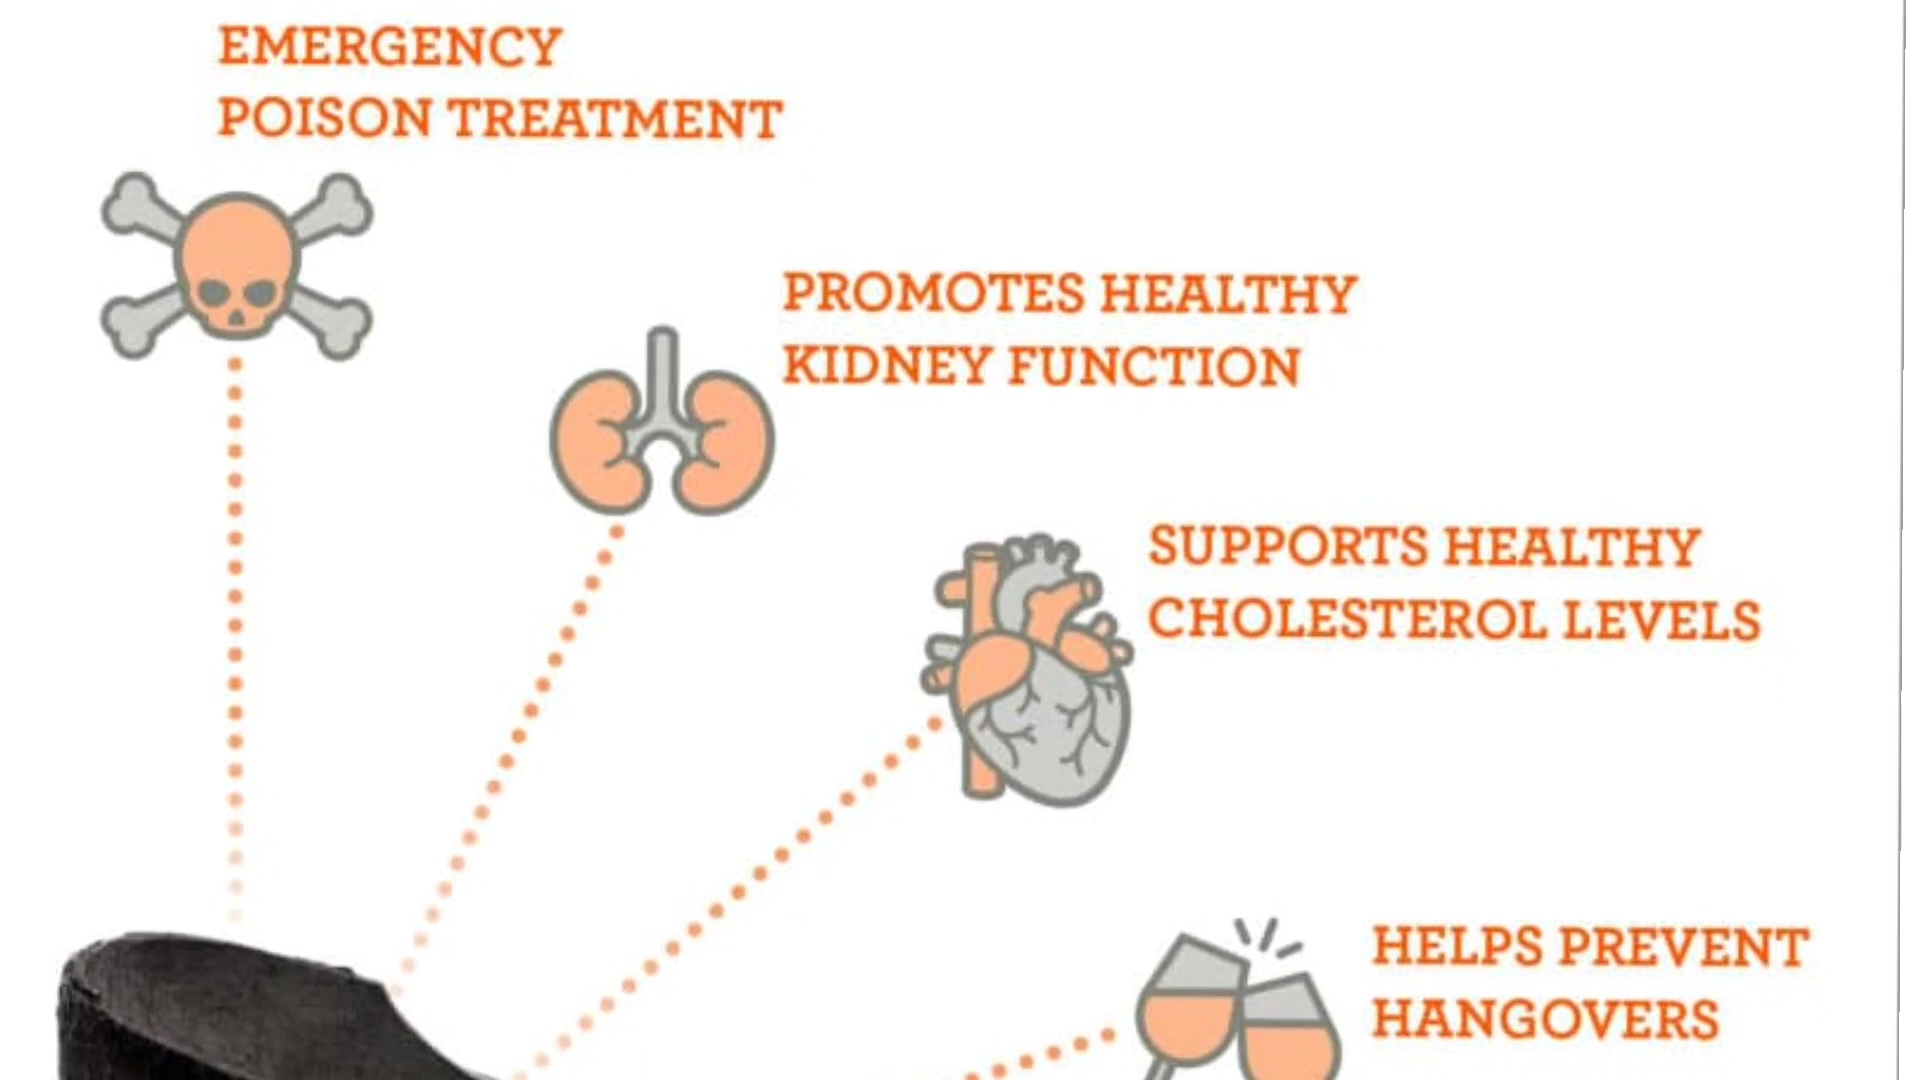 EMERGENCY
POISON TREATMENT
PROMOTES HEALTHY
KIDNEY FUNCTION
SUPPORTS HEALTHY
CHOLESTEROL LEVELS
HELPS PREVENT
HANGOVERS